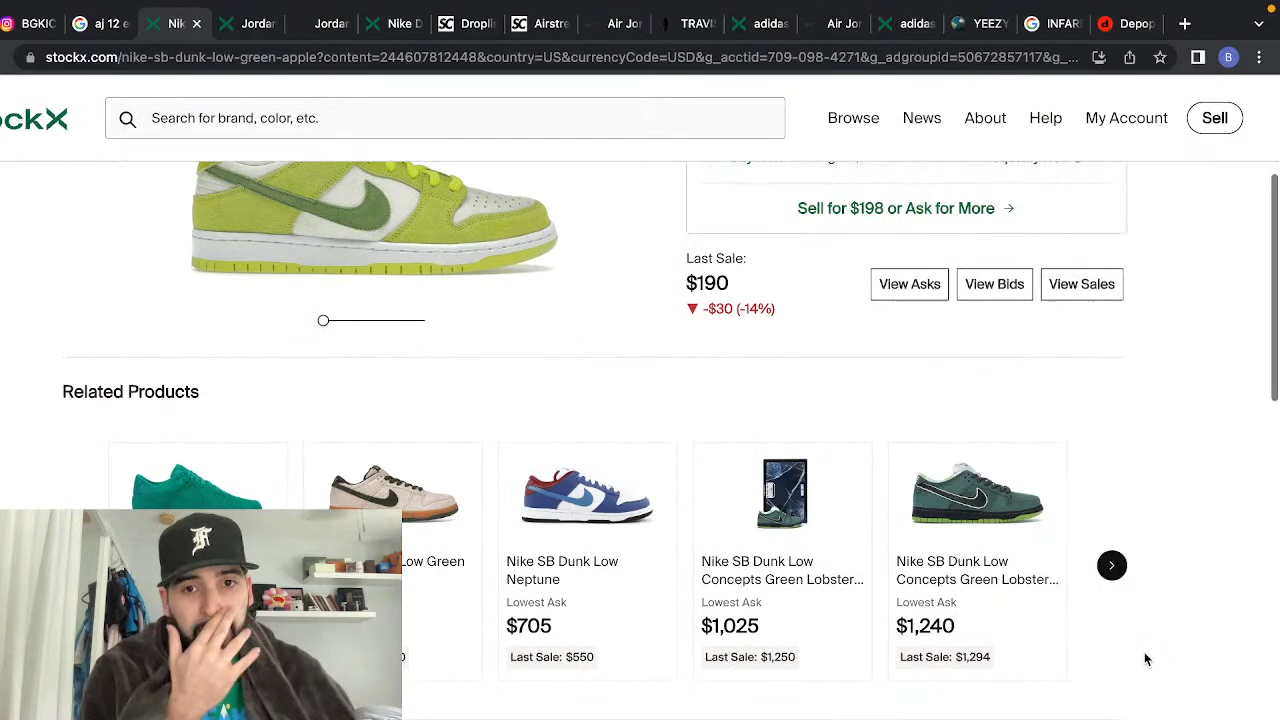 BGKIC
aj 12 e
Nik
Jordar
Jordar
Nike D
SC Droplis
SC Airstre
Air Jor
TRAVI
adidas
Air Jor
adidas
YEEZY
INFARI
Depop
stockx.com/nike-sb-dunk-low-green-apple?content=244607812448&country=US&currencyCode=USD&g_acctid=709-098-4271&g_adgroupid=50672857117&g_...
B
ockX
Search for brand, color, etc.
Browse
News
About
Help
My Account
Sell
Sell for $198 or Ask for More →
Last Sale:
$190
▼ -$30 (-14%)
View Asks
View Bids
View Sales
Related Products
Low Green
Nike SB Dunk Low
Neptune
Lowest Ask
$705
Last Sale: $550
Nike SB Dunk Low
Concepts Green Lobster...
Lowest Ask
$1,025
Last Sale: $1,250
Nike SB Dunk Low
Concepts Green Lobster...
Lowest Ask
$1,240
Last Sale: $1,294